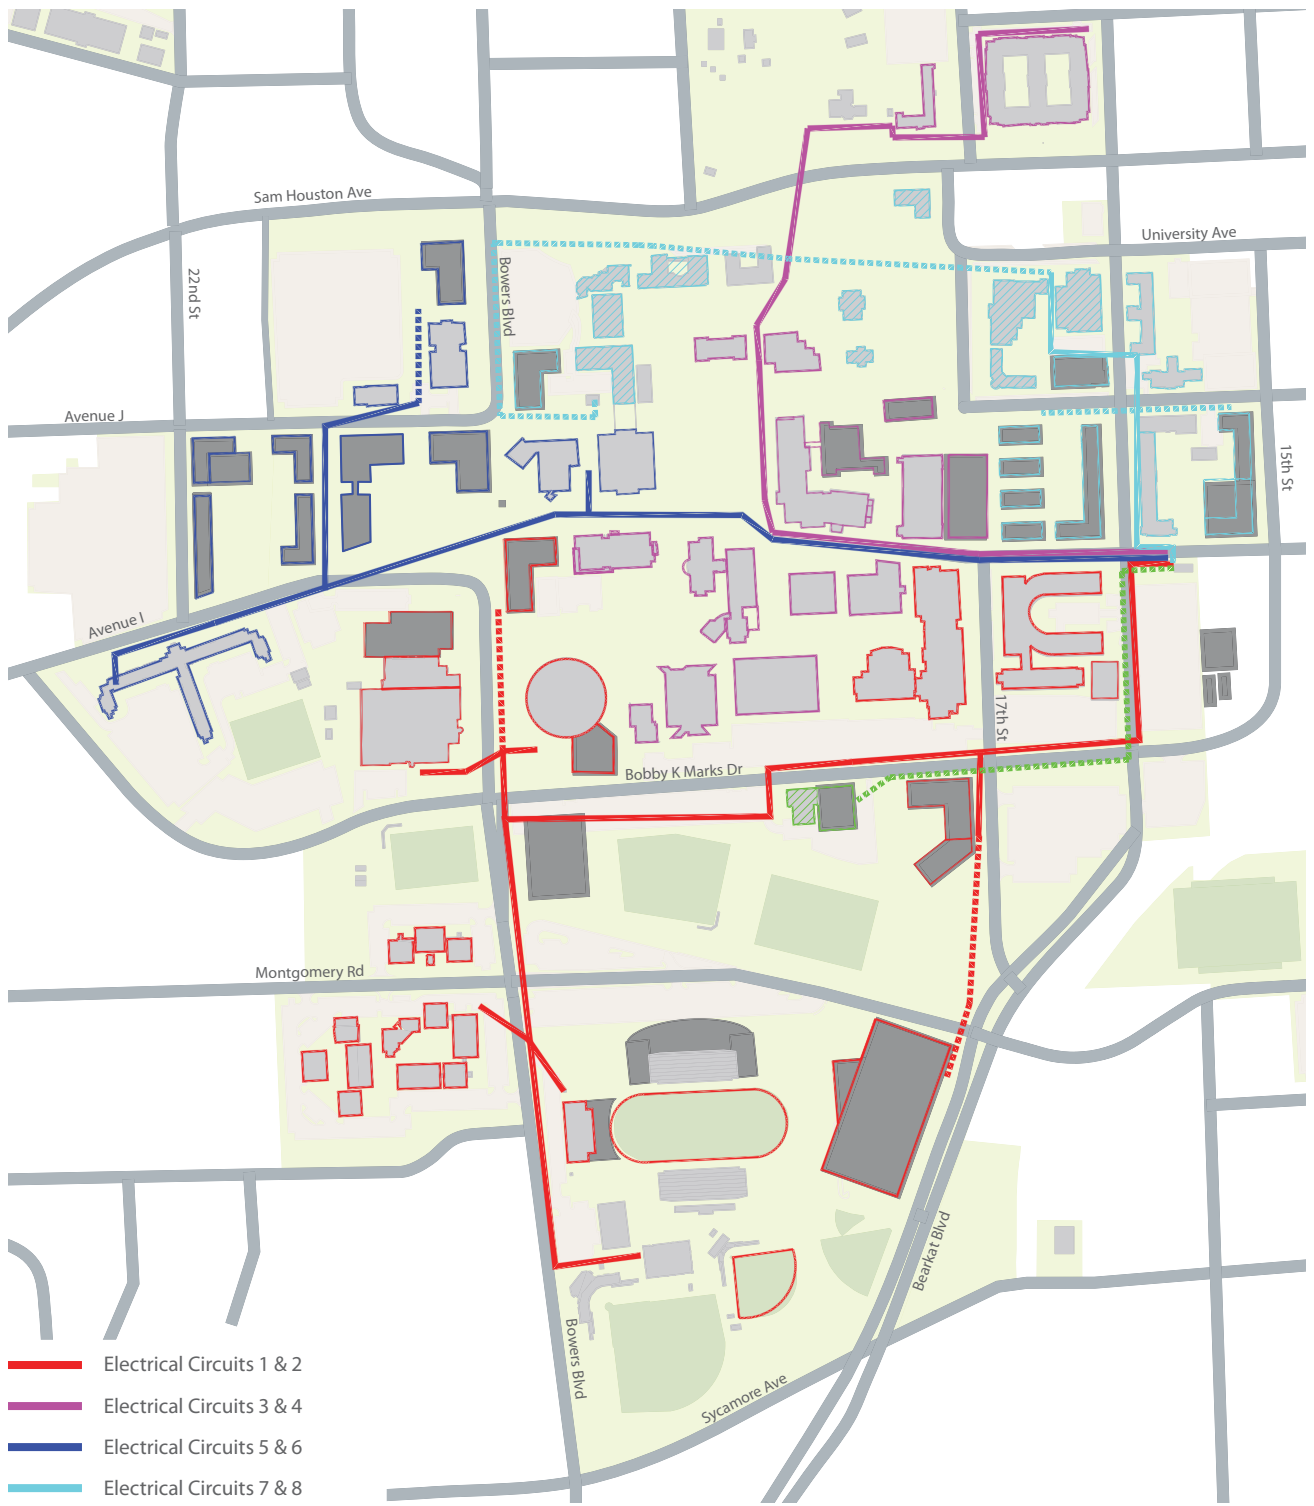 Sam Houston Ave
University Ave
22nd St
Bowers Blvd
Avenue J
15th St
Avenue I
17th St
Bobby K Marks Dr
Montgomery Rd
Bearkat Blvd
Bowers Blvd
Sycamore Ave
Electrical Circuits 1 & 2
Electrical Circuits 3 & 4
Electrical Circuits 5 & 6
Electrical Circuits 7 & 8